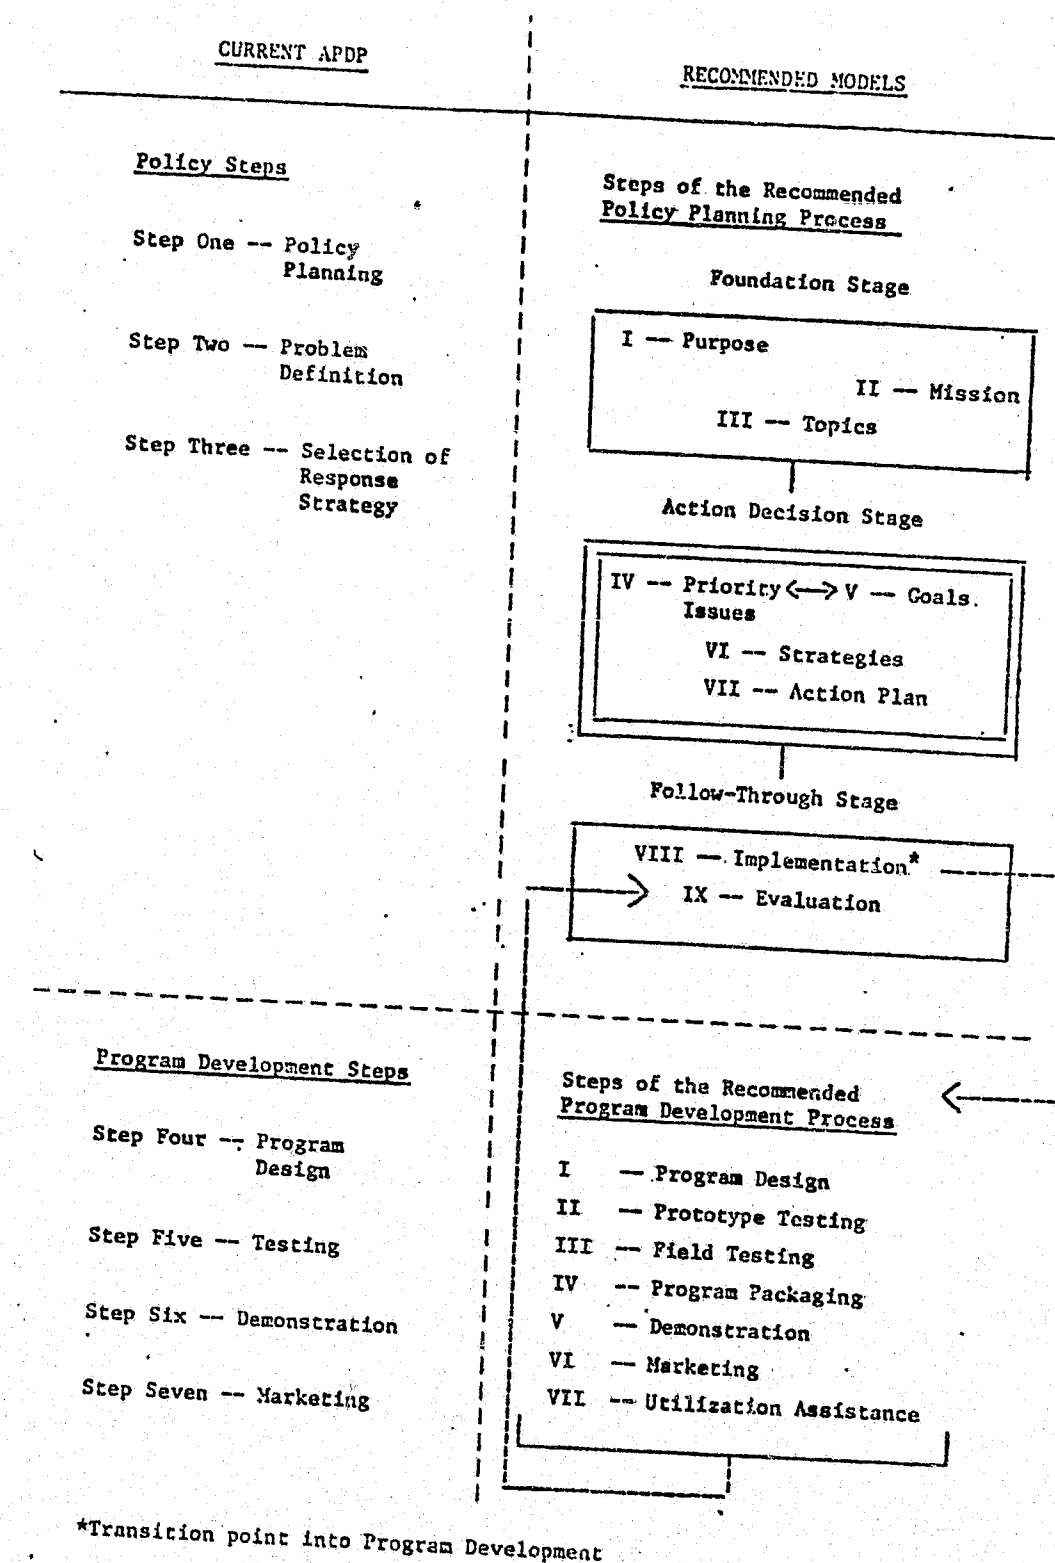 CURRENT APDP
RECOMMENDED MODELS
Policy Steps
Step One -- Policy
Planning
Step Two -- Problem
Definition
Step Three -- Selection of
Response
Strategy
Steps of the Recommended
Policy Planning Process
Foundation Stage
I -- Purpose
II -- Mission
III -- Topics
Action Decision Stage
IV -- Priority <--> V -- Goals
Issues
VI -- Strategies
VII -- Action Plan
Follow-Through Stage
VIII -- Implementation*
IX -- Evaluation
Program Development Steps
Step Four -- Program
Design
Step Five -- Testing
Step Six -- Demonstration
Step Seven -- Marketing
Steps of the Recommended
Program Development Process
I -- Program Design
II -- Prototype Testing
III -- Field Testing
IV -- Program Packaging
V -- Demonstration
VI -- Marketing
VII -- Utilization Assistance
*Transition point into Program Development